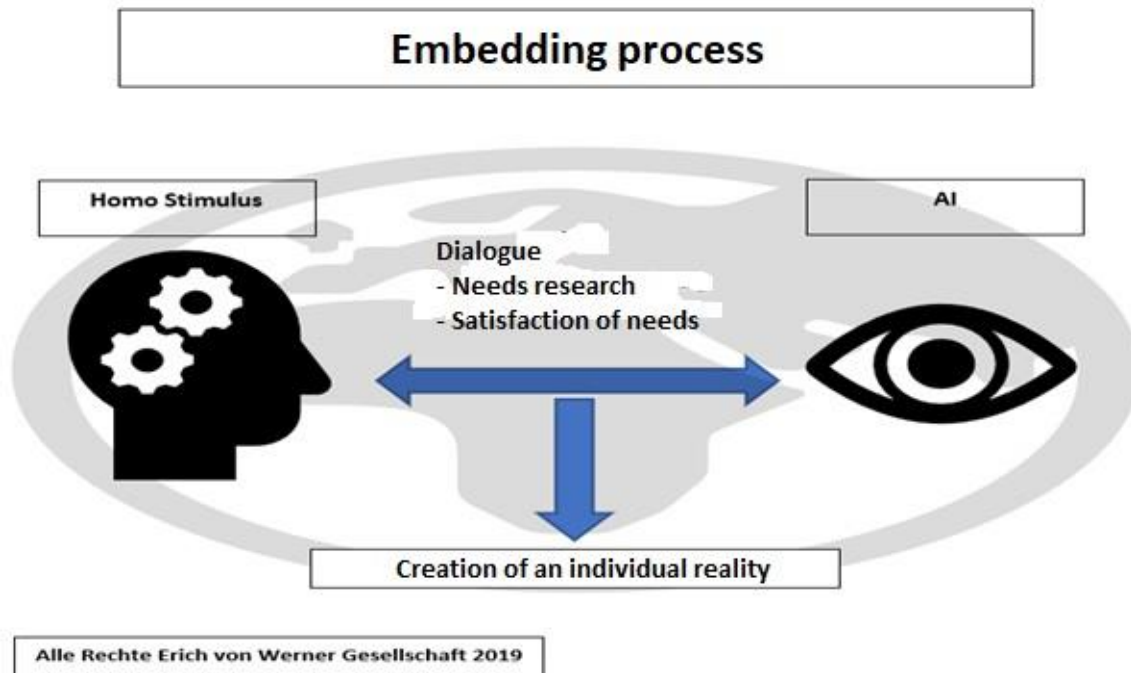 Embedding process
Homo Stimulus
AI
Dialogue
- Needs research
- Satisfaction of needs
Creation of an individual reality
Alle Rechte Erich von Werner Gesellschaft 2019